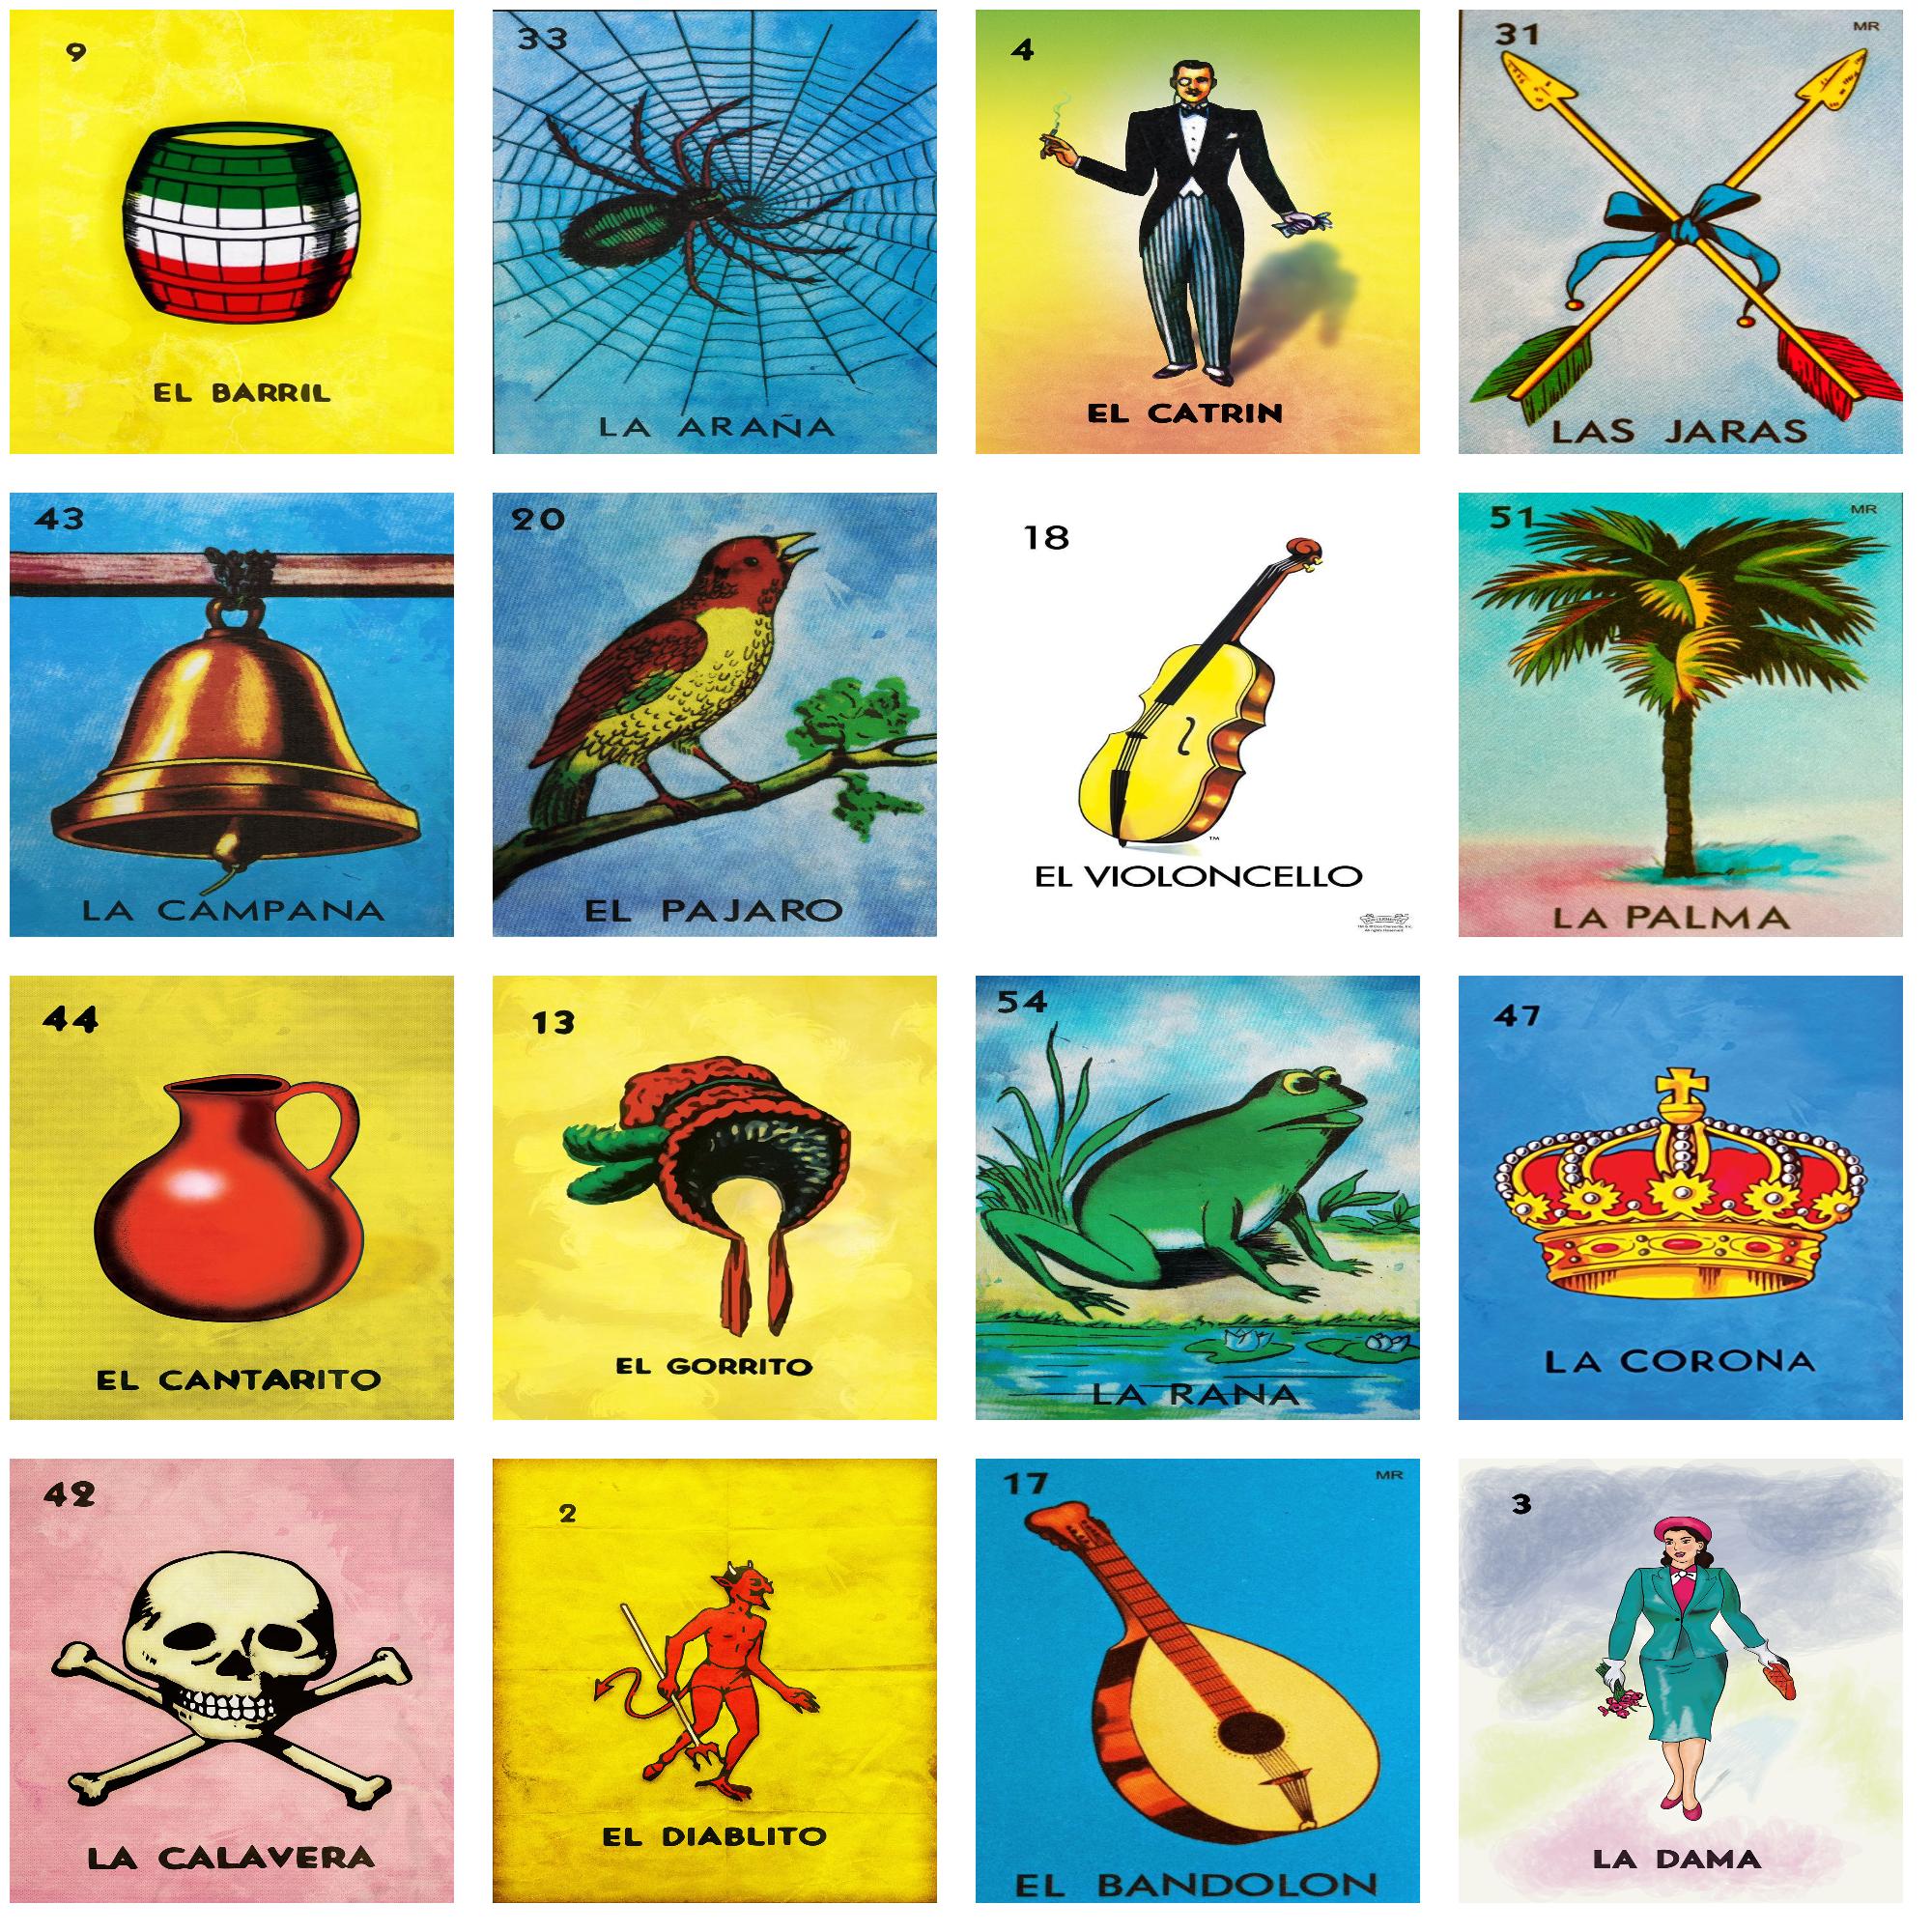 9
EL BARRIL
33
LA ARAÑA
4
EL CATRIN
31
MR
LAS JARAS
43
LA CAMPANA
20
EL PAJARO
18
TM
EL VIOLONCELLO
51
MR
LA PALMA
44
EL CANTARITO
13
EL GORRITO
54
LA RANA
47
LA CORONA
42
LA CALAVERA
2
EL DIABLITO
17
MR
EL BANDOLON
3
LA DAMA